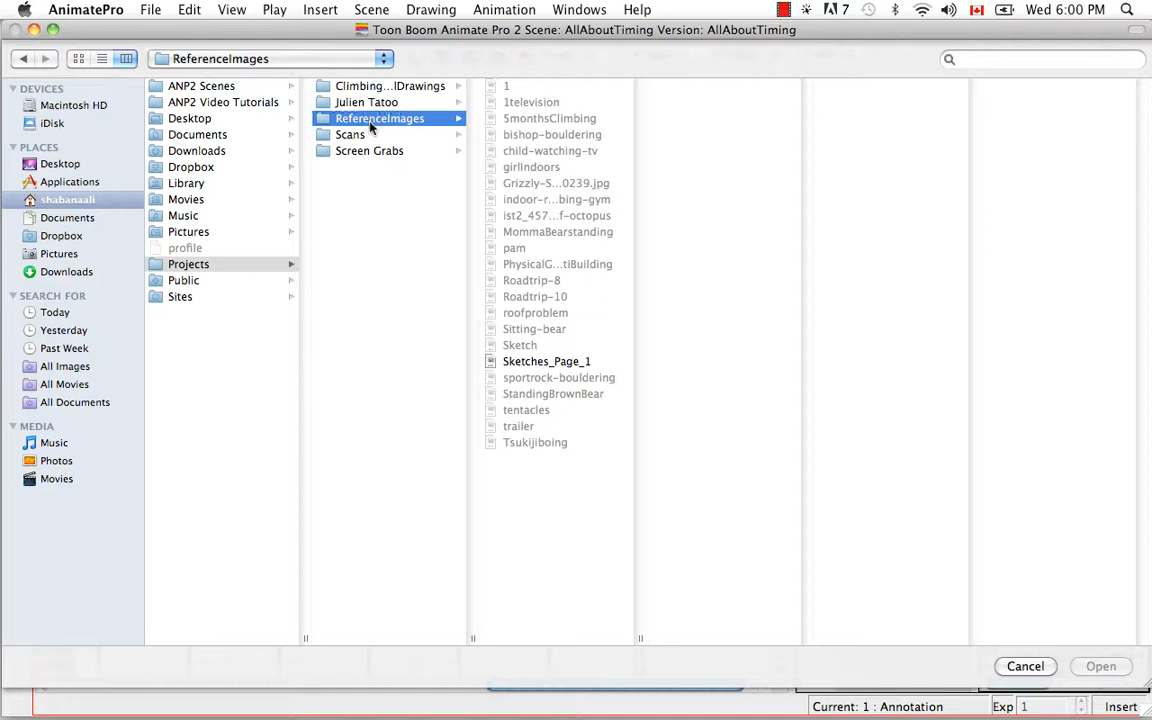 AnimatePro File Edit View Play Insert Scene Drawing Animation Windows Help 7 Wed 6:00 PM
Toon Boom Animate Pro 2 Scene: AllAboutTiming Version: AllAboutTiming
ReferenceImages
DEVICES
Macintosh HD
iDisk
PLACES
Desktop
Applications
shabanaali
Documents
Dropbox
Pictures
Downloads
SEARCH FOR
Today
Yesterday
Past Week
All Images
All Movies
All Documents
MEDIA
Music
Photos
Movies
ANP2 Scenes
ANP2 Video Tutorials
Desktop
Documents
Downloads
Dropbox
Library
Movies
Music
Pictures
profile
Projects
Public
Sites
Climbing...lDrawings
Julien Tatoo
ReferenceImages
Scans
Screen Grabs
1
1television
5monthsClimbing
bishop-bouldering
child-watching-tv
girlIndoors
Grizzly-S...0239.jpg
indoor-r...bing-gym
ist2_457...f-octopus
MommaBearstanding
pam
PhysicalG...tiBuilding
Roadtrip-8
Roadtrip-10
roofproblem
Sitting-bear
Sketch
Sketches_Page_1
sportrock-bouldering
StandingBrownBear
tentacles
trailer
Tsukijiboing
Cancel Open
Current: 1 : Annotation Exp 1 Insert